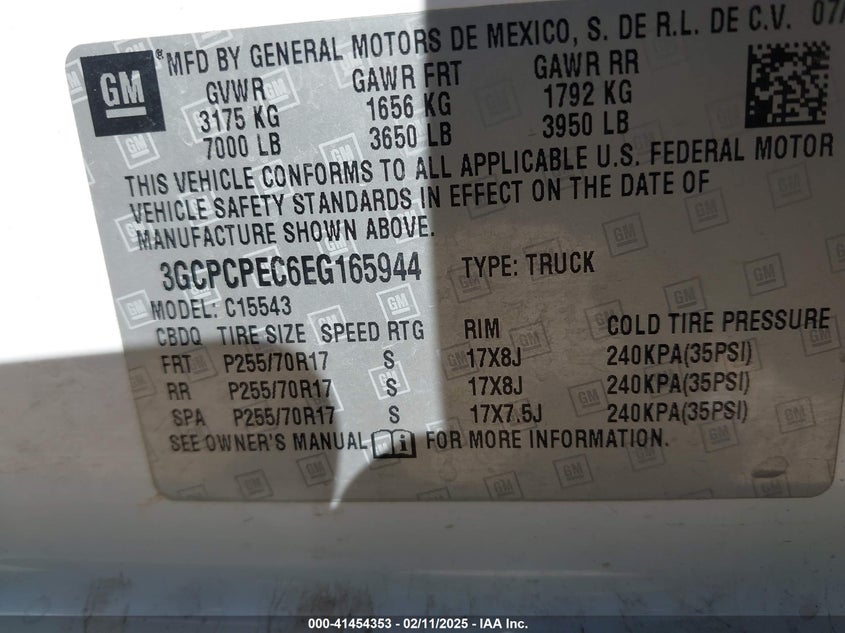 GM ® MFD BY GENERAL MOTORS DE MEXICO, S. DE R.L. DE C.V. 07/
GVWR GAWR FRT GAWR RR
3175 KG 1656 KG 1792 KG
7000 LB 3650 LB 3950 LB
THIS VEHICLE CONFORMS TO ALL APPLICABLE U.S. FEDERAL MOTOR
VEHICLE SAFETY STANDARDS IN EFFECT ON THE DATE OF
MANUFACTURE SHOWN ABOVE.
3GCPCPEC6EG165944 TYPE: TRUCK
MODEL: C15543
CBDQ TIRE SIZE SPEED RTG RIM COLD TIRE PRESSURE
FRT P255/70R17 S 17X8J 240KPA(35PSI)
RR P255/70R17 S 17X8J 240KPA(35PSI)
SPA P255/70R17 S 17X7.5J 240KPA(35PSI)
SEE OWNER'S MANUAL FOR MORE INFORMATION.
000-41454353 - 02/11/2025 - IAA Inc.